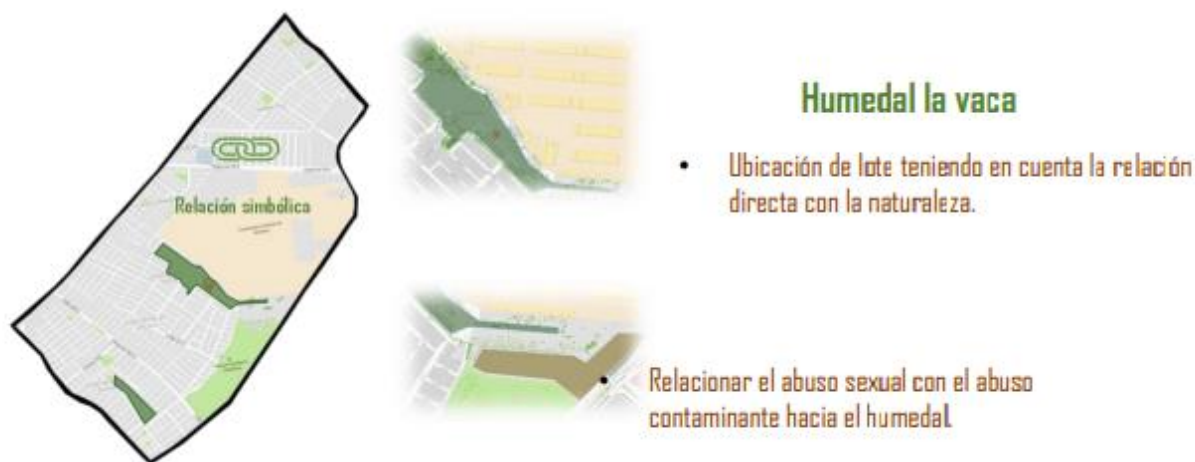 Humedal la vaca
Relación simbólica
• Ubicación de lote teniendo en cuenta la relación
directa con la naturaleza.
• Relacionar el abuso sexual con el abuso
contaminante hacia el humedal.